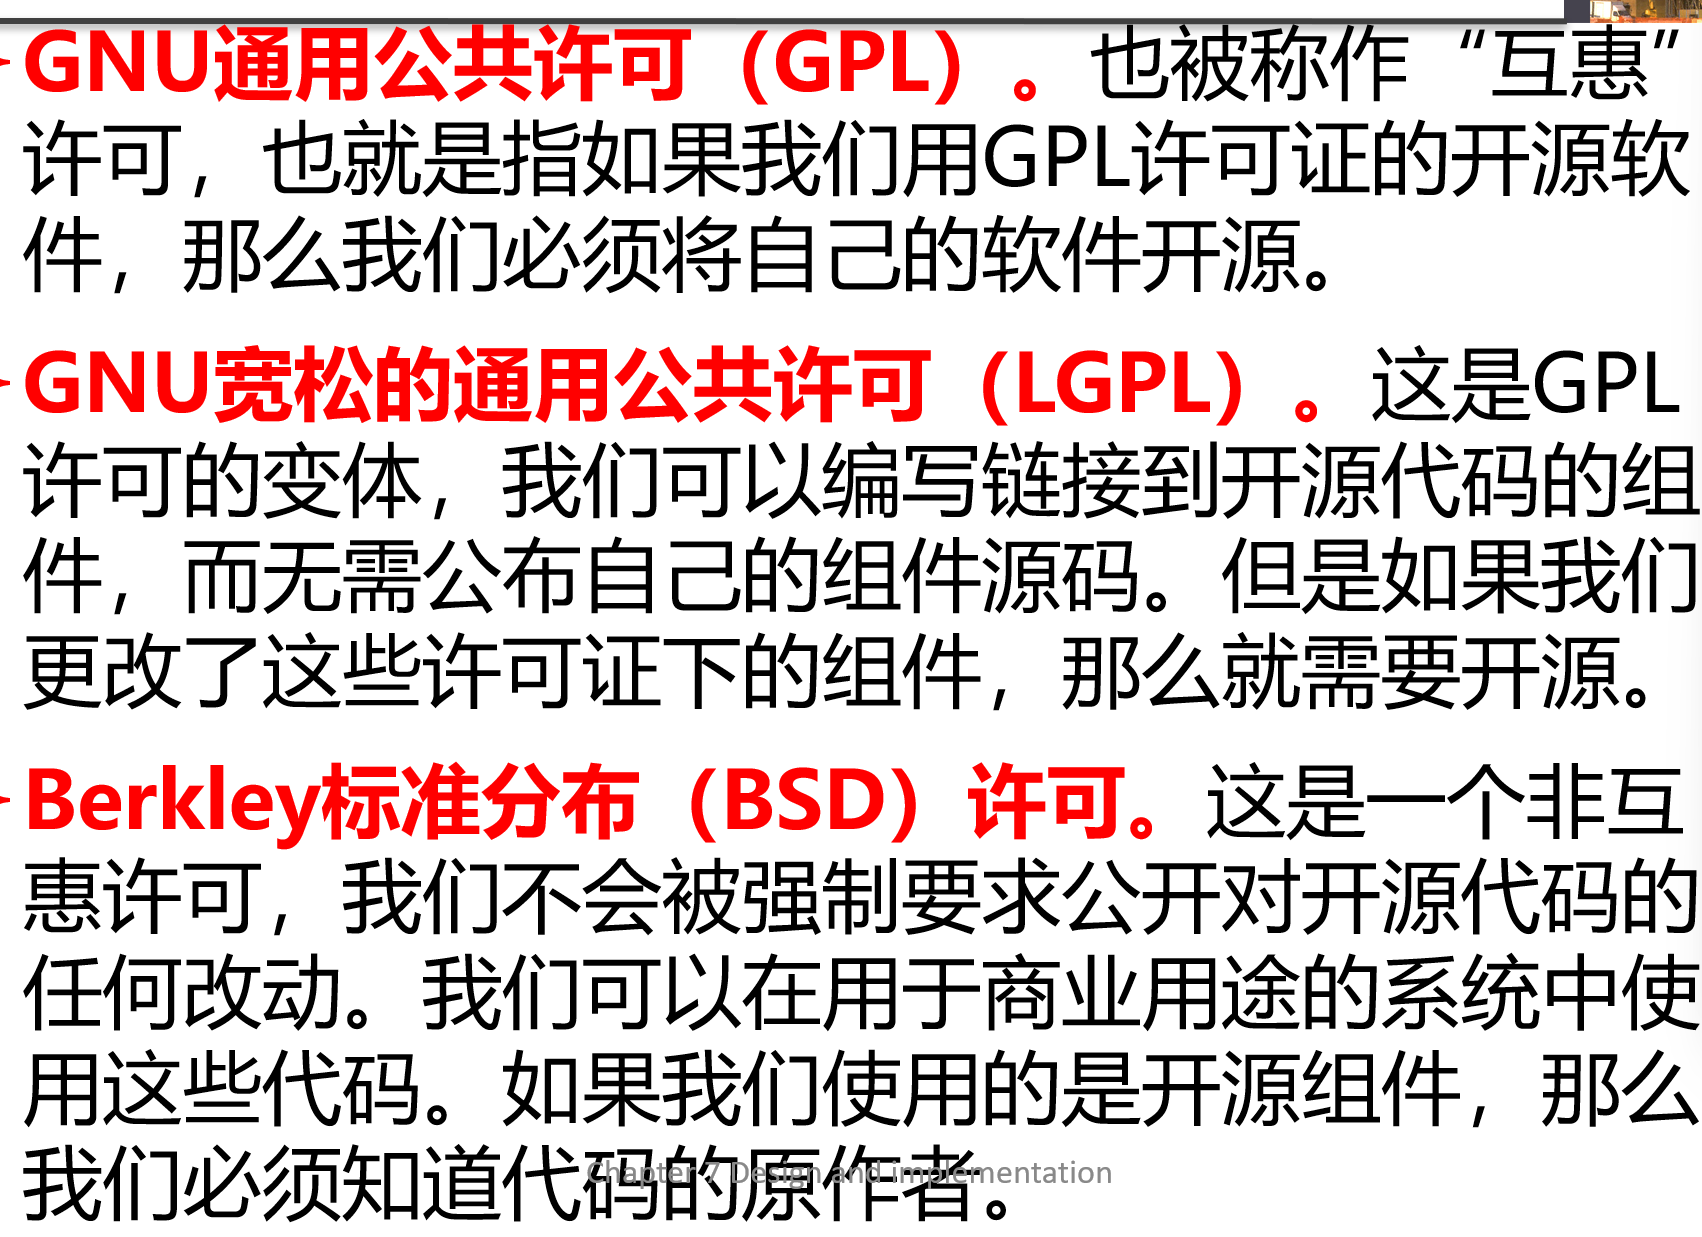 GNU通用公共许可（GPL）。也被称作“互惠”
许可，也就是指如果我们用GPL许可证的开源软
件，那么我们必须将自己的软件开源。
GNU宽松的通用公共许可（LGPL）。这是GPL
许可的变体，我们可以编写链接到开源代码的组
件，而无需公布自己的组件源码。但是如果我们
更改了这些许可证下的组件，那么就需要开源。
Berkley标准分布（BSD）许可。这是一个非互
惠许可，我们不会被强制要求公开对开源代码的
任何改动。我们可以在用于商业用途的系统中使
用这些代码。如果我们使用的是开源组件，那么
我们必须知道代码的原作者。
Chapter 7 Design and implementation